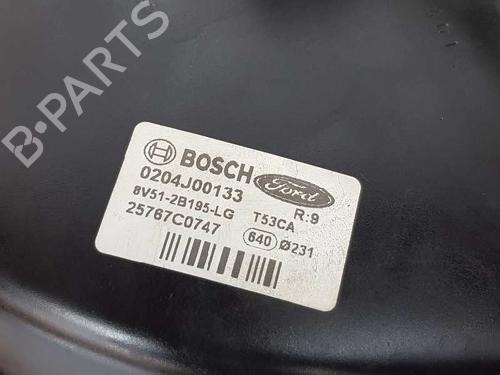 B-PARTS
BOSCH
0204J00133
Ford
8V51-2B195-LG T53CA R:9
25767C0747 640 Ø231